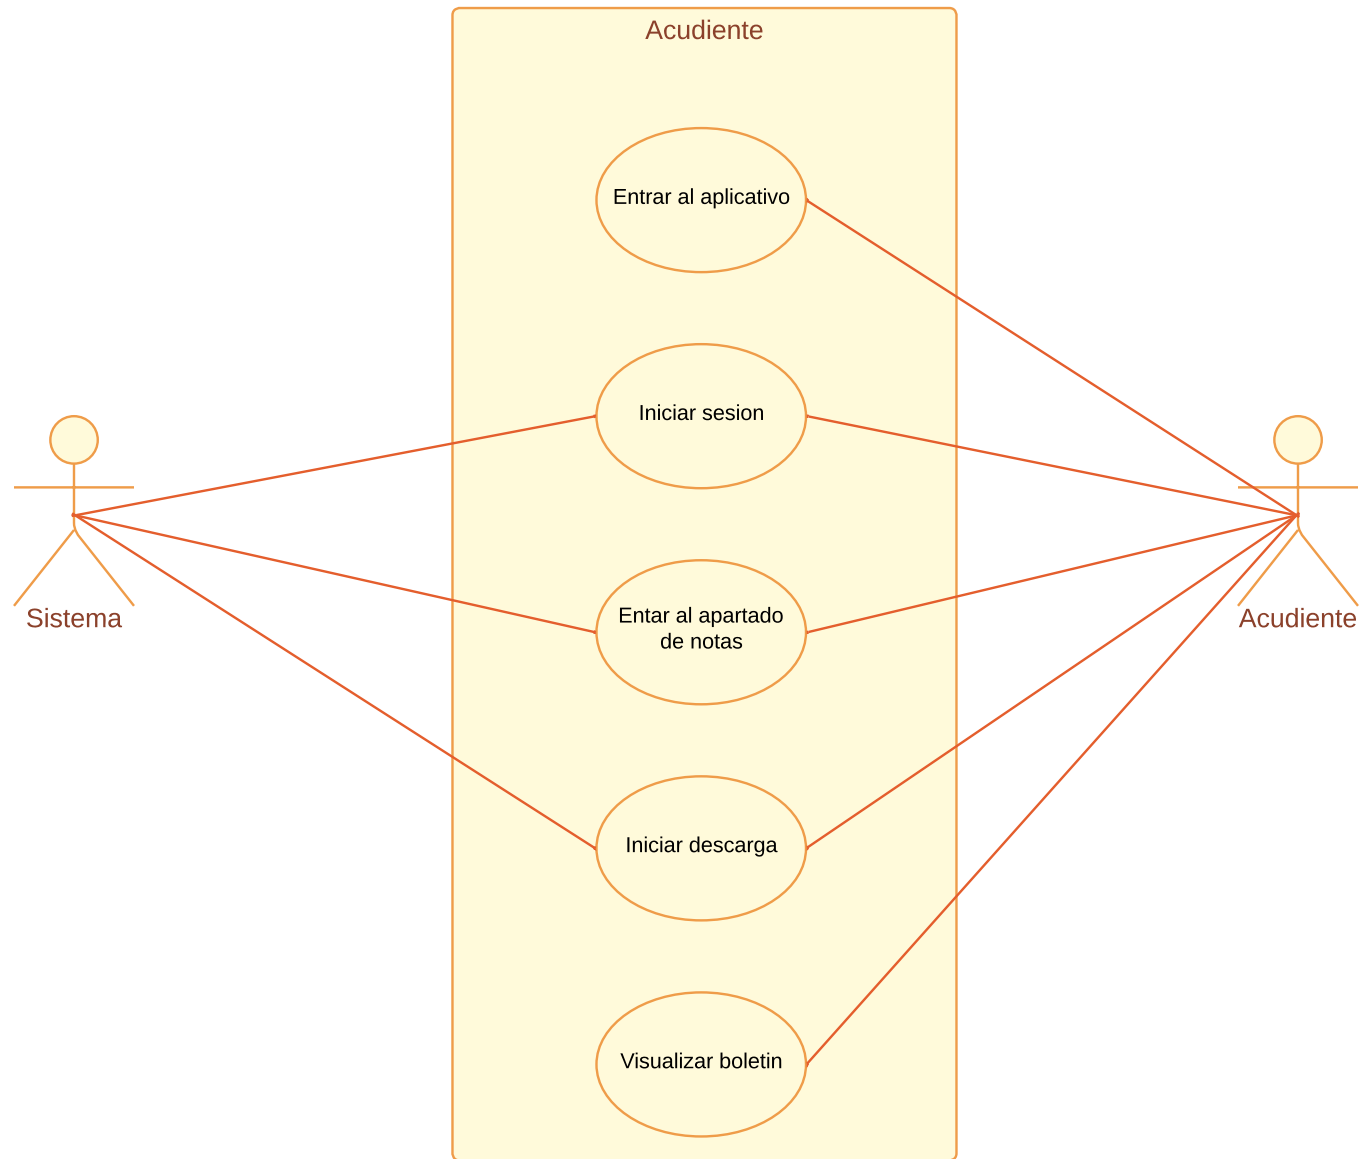 Acudiente
Entrar al aplicativo
Iniciar sesion
Sistema
Entar al apartado
de notas
Acudiente
Iniciar descarga
Visualizar boletin